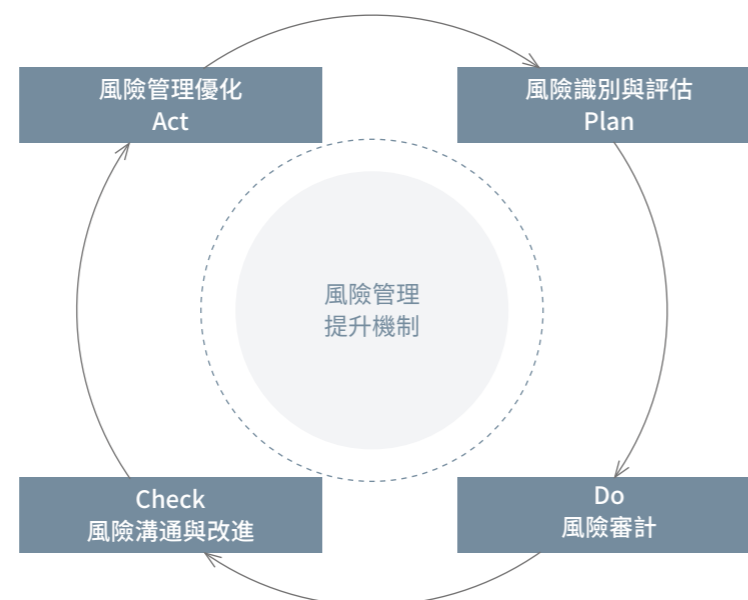 風險管理優化
Act
風險識別與評估
Plan
風險管理
提升機制
Check
風險溝通與改進
Do
風險審計